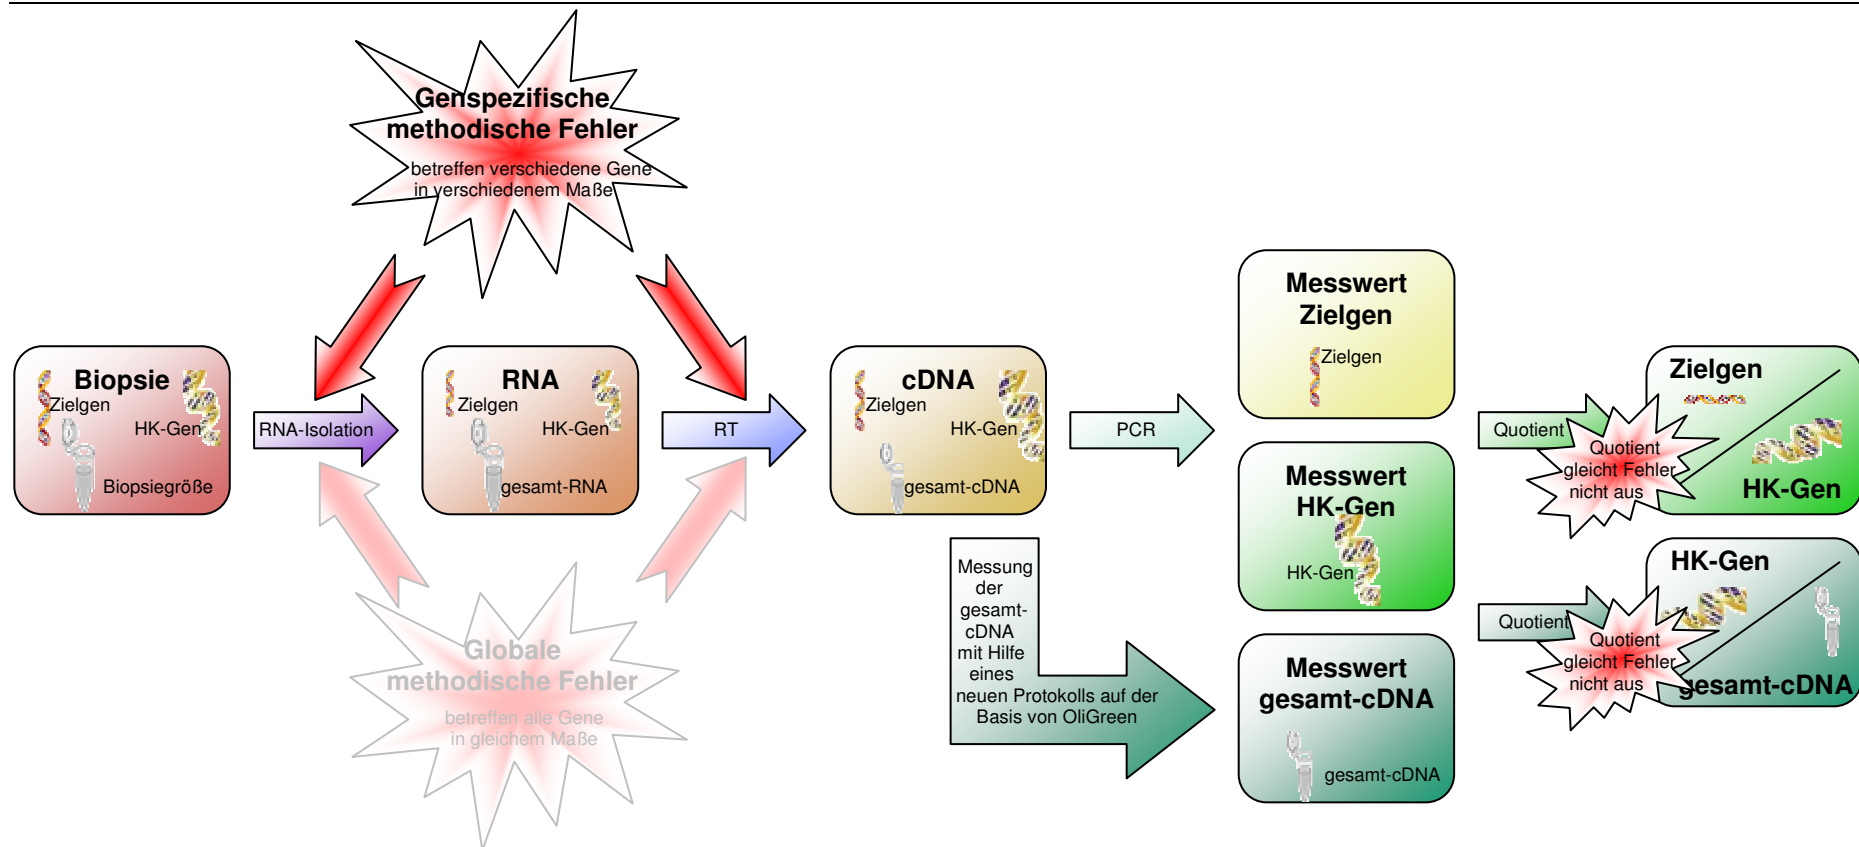 Genspezifische
methodische Fehler
betreffen verschiedene Gene
in verschiedenem Maße
Biopsie
Zielgen
HK-Gen
Biopsiegröße
RNA-Isolation
RNA
Zielgen
HK-Gen
gesamt-RNA
RT
cDNA
Zielgen
HK-Gen
gesamt-cDNA
PCR
Globale
methodische Fehler
betreffen alle Gene
in gleichem Maße
Messung
der
gesamt-
cDNA
mit Hilfe
eines
neuen Protokolls auf der
Basis von OliGreen
Messwert
Zielgen
Zielgen
Messwert
HK-Gen
HK-Gen
Messwert
gesamt-cDNA
gesamt-cDNA
Quotient
Quotient
gleicht Fehler
nicht aus
Zielgen
HK-Gen
Quotient
Quotient
gleicht Fehler
nicht aus
HK-Gen
gesamt-cDNA